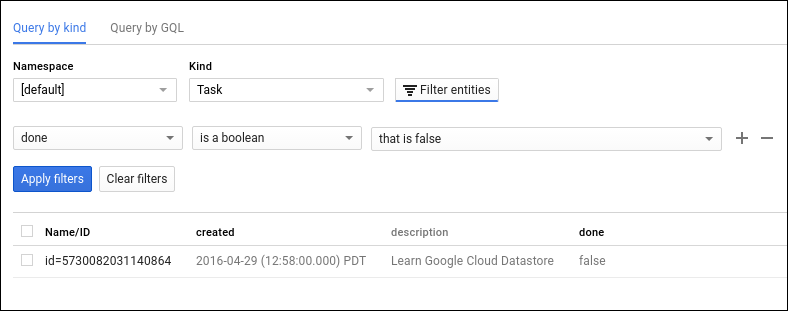 Query by kind Query by GQL
Namespace Kind
[default] Task Filter entities
done is a boolean that is false
Apply filters Clear filters
Name/ID created description done
id=5730082031140864 2016-04-29 (12:58:00.000) PDT Learn Google Cloud Datastore false